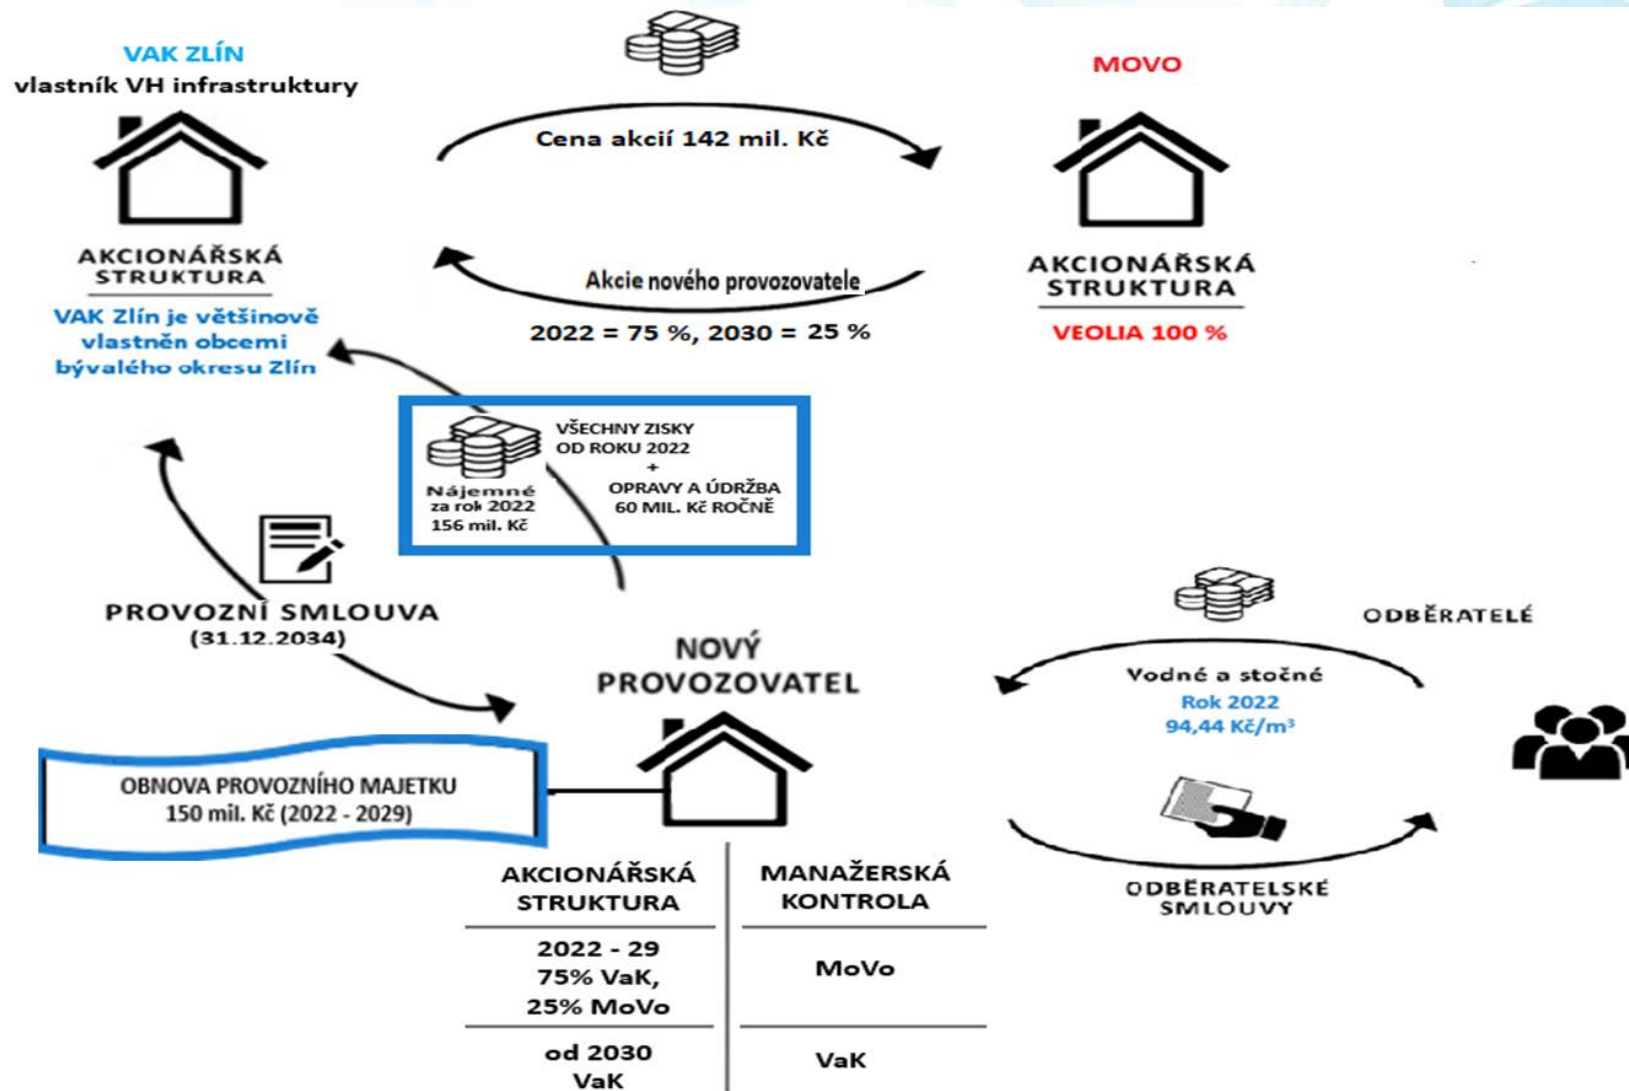 VAK ZLÍN
vlastník VH infrastruktury
AKCIONÁŘSKÁ
STRUKTURA
VAK Zlín je většinově
vlastněn obcemi
bývalého okresu Zlín
Cena akcií 142 mil. Kč
Akcie nového provozovatele
2022 = 75 %, 2030 = 25 %
MOVO
AKCIONÁŘSKÁ
STRUKTURA
VEOLIA 100 %
Nájemné
za rok 2022
156 mil. Kč
VŠECHNY ZISKY
OD ROKU 2022
+
OPRAVY A ÚDRŽBA
60 MIL. Kč ROČNĚ
PROVOZNÍ SMLOUVA
(31.12.2034)
NOVÝ
PROVOZOVATEL
OBNOVA PROVOZNÍHO MAJETKU
150 mil. Kč (2022 - 2029)
ODBĚRATELÉ
Vodné a stočné
Rok 2022
94,44 Kč/m³
ODBĚRATELSKÉ
SMLOUVY
AKCIONÁŘSKÁ
STRUKTURA
MANAŽERSKÁ
KONTROLA
2022 - 29
75% VaK,
25% MoVo
MoVo
od 2030
VaK
VaK